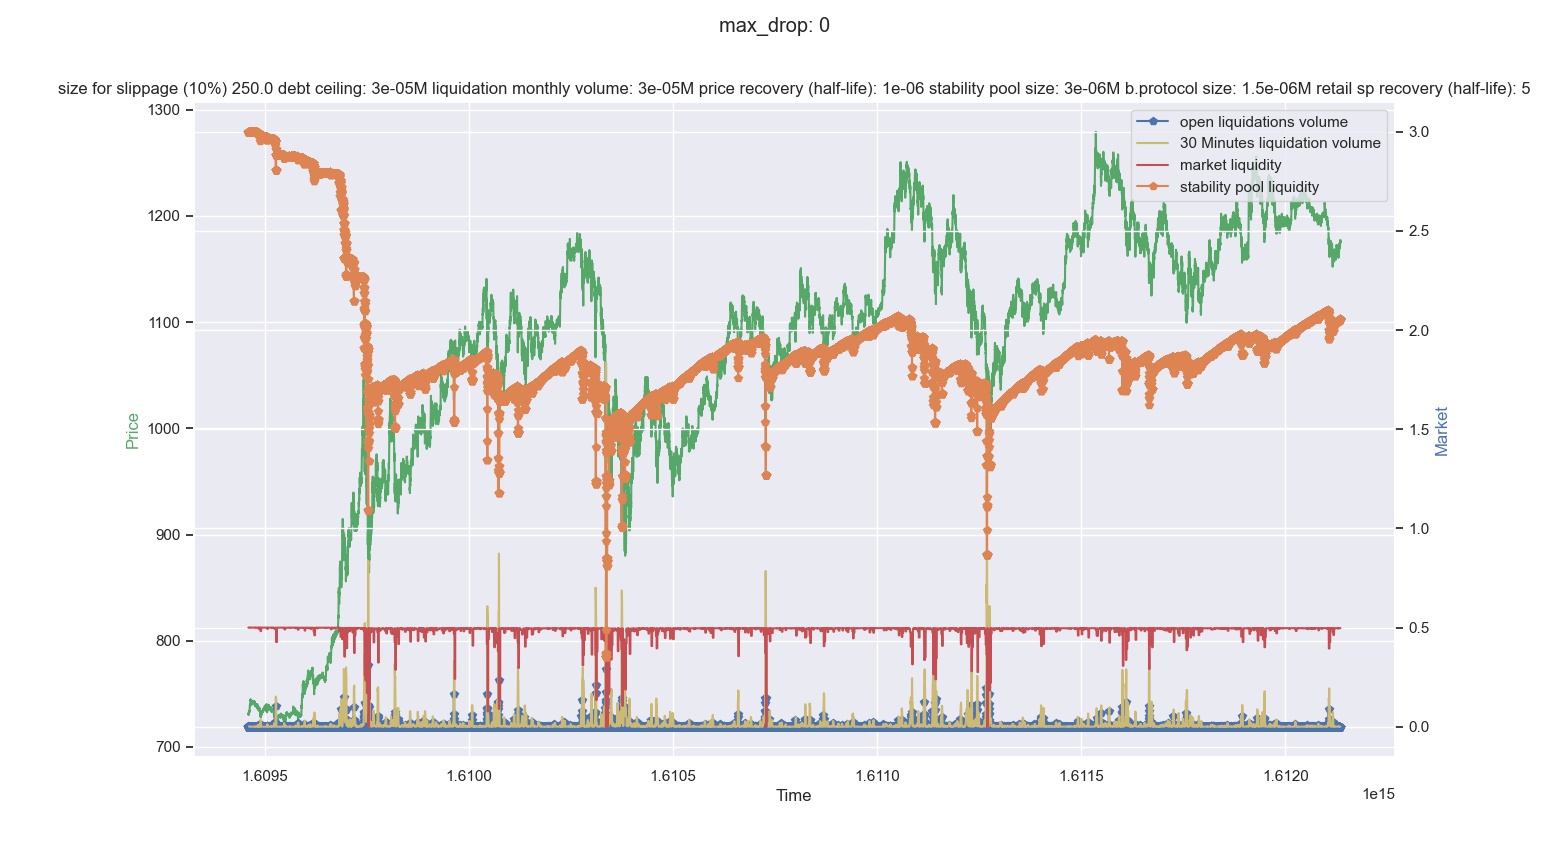 max_drop: 0
size for slippage (10%) 250.0 debt ceiling: 3e-05M liquidation monthly volume: 3e-05M price recovery (half-life): 1e-06 stability pool size: 3e-06M b.protocol size: 1.5e-06M retail sp recovery (half-life): 5
1300
1200
1100
1000
900
800
700
Price
open liquidations volume
30 Minutes liquidation volume
market liquidity
stability pool liquidity
3.0
2.5
2.0
1.5
1.0
0.5
0.0
Market
1.6095
1.6100
1.6105
1.6110
1.6115
1.6120
1e15
Time